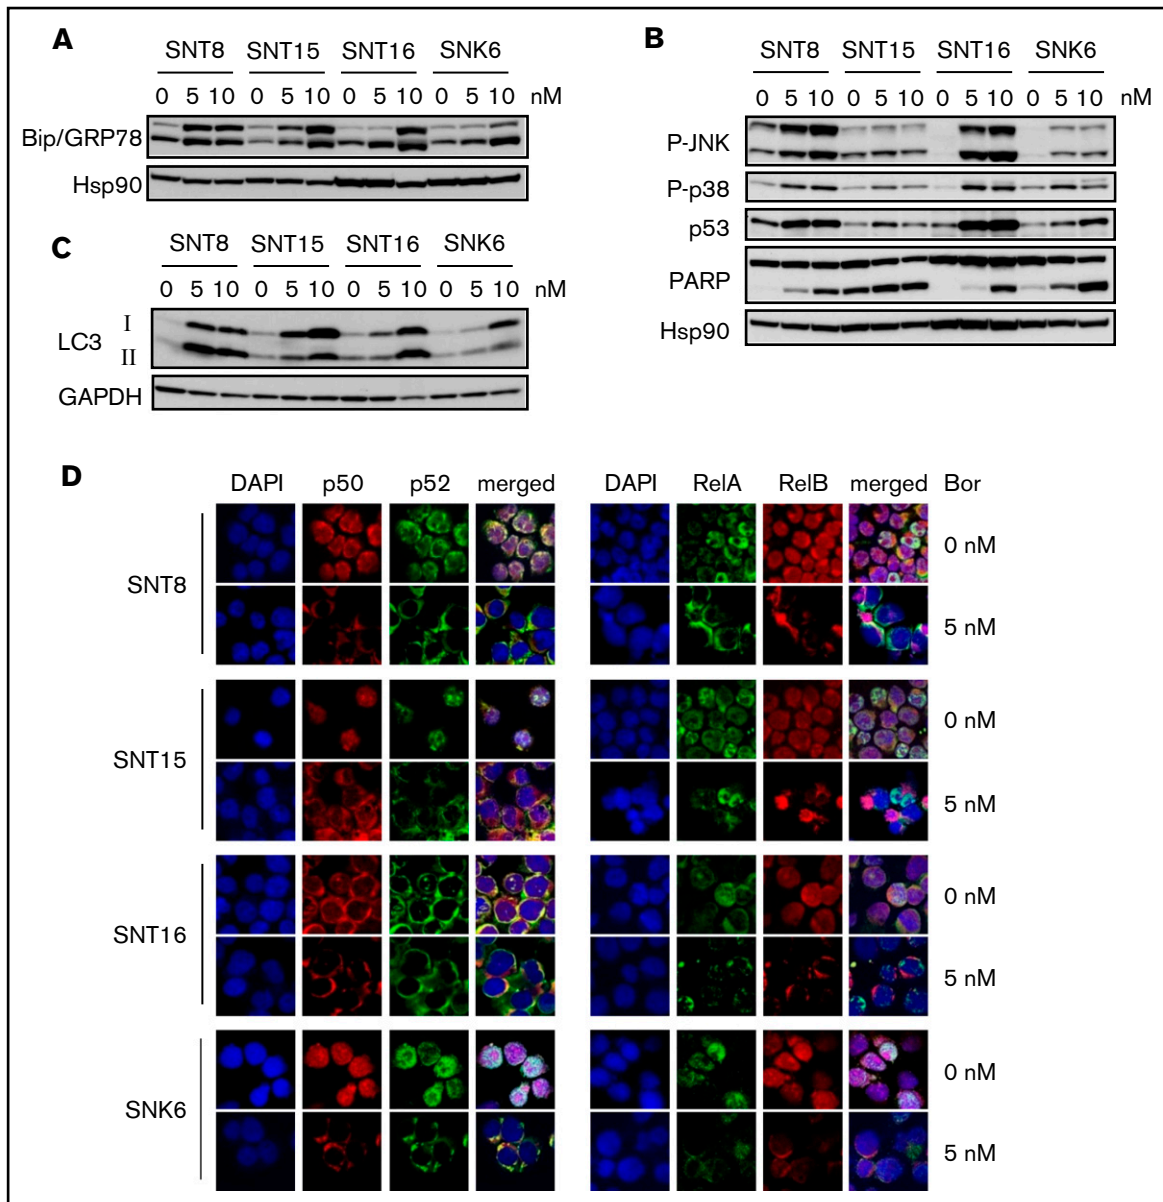 A
SNT8 SNT15 SNT16 SNK6
0 5 10 0 5 10 0 5 10 0 5 10 nM
Bip/GRP78
Hsp90
B
SNT8 SNT15 SNT16 SNK6
0 5 10 0 5 10 0 5 10 0 5 10 nM
P-JNK
P-p38
p53
PARP
Hsp90
C
SNT8 SNT15 SNT16 SNK6
0 5 10 0 5 10 0 5 10 0 5 10 nM
LC3 I
II
GAPDH
D
DAPI p50 p52 merged DAPI RelA RelB merged Bor
SNT8
0 nM
5 nM
SNT15
0 nM
5 nM
SNT16
0 nM
5 nM
SNK6
0 nM
5 nM